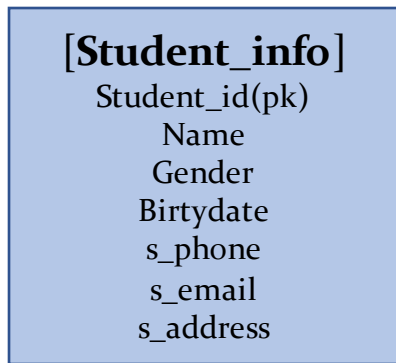 [Student_info]
Student_id(pk)
Name
Gender
Birtydate
s_phone
s_email
s_address